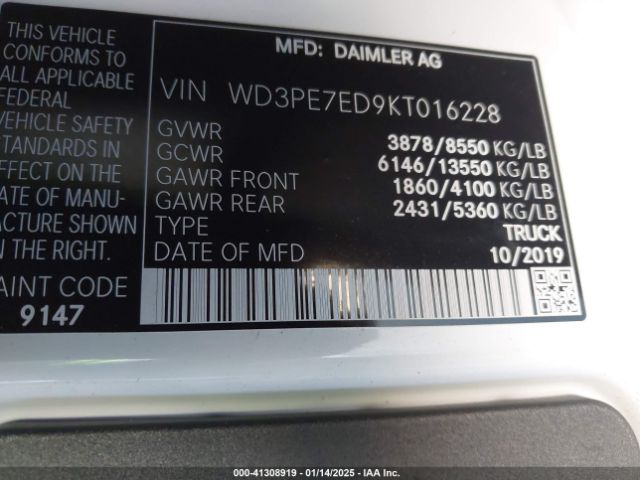 THIS VEHICLE
CONFORMS TO
ALL APPLICABLE
FEDERAL
VEHICLE SAFETY
STANDARDS IN
EFFECT ON THE
DATE OF MANU-
FACTURE SHOWN
ON THE RIGHT.
PAINT CODE
9147
MFD: DAIMLER AG
VIN WD3PE7ED9KT016228
GVWR 3878/8550 KG/LB
GCWR 6146/13550 KG/LB
GAWR FRONT 1860/4100 KG/LB
GAWR REAR 2431/5360 KG/LB
TYPE TRUCK
DATE OF MFD 10/2019
000-41308919 - 01/14/2025 - IAA Inc.